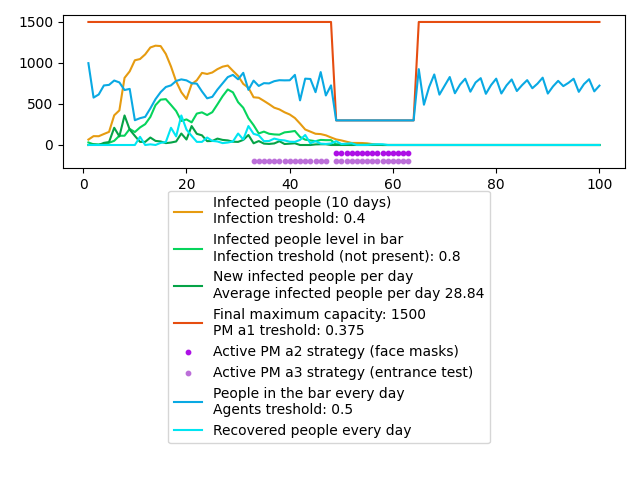 1500
1000
500
0
0
20
40
60
80
100
Infected people (10 days)
Infection treshold: 0.4
Infected people level in bar
Infection treshold (not present): 0.8
New infected people per day
Average infected people per day 28.84
Final maximum capacity: 1500
PM a1 treshold: 0.375
Active PM a2 strategy (face masks)
Active PM a3 strategy (entrance test)
People in the bar every day
Agents treshold: 0.5
Recovered people every day